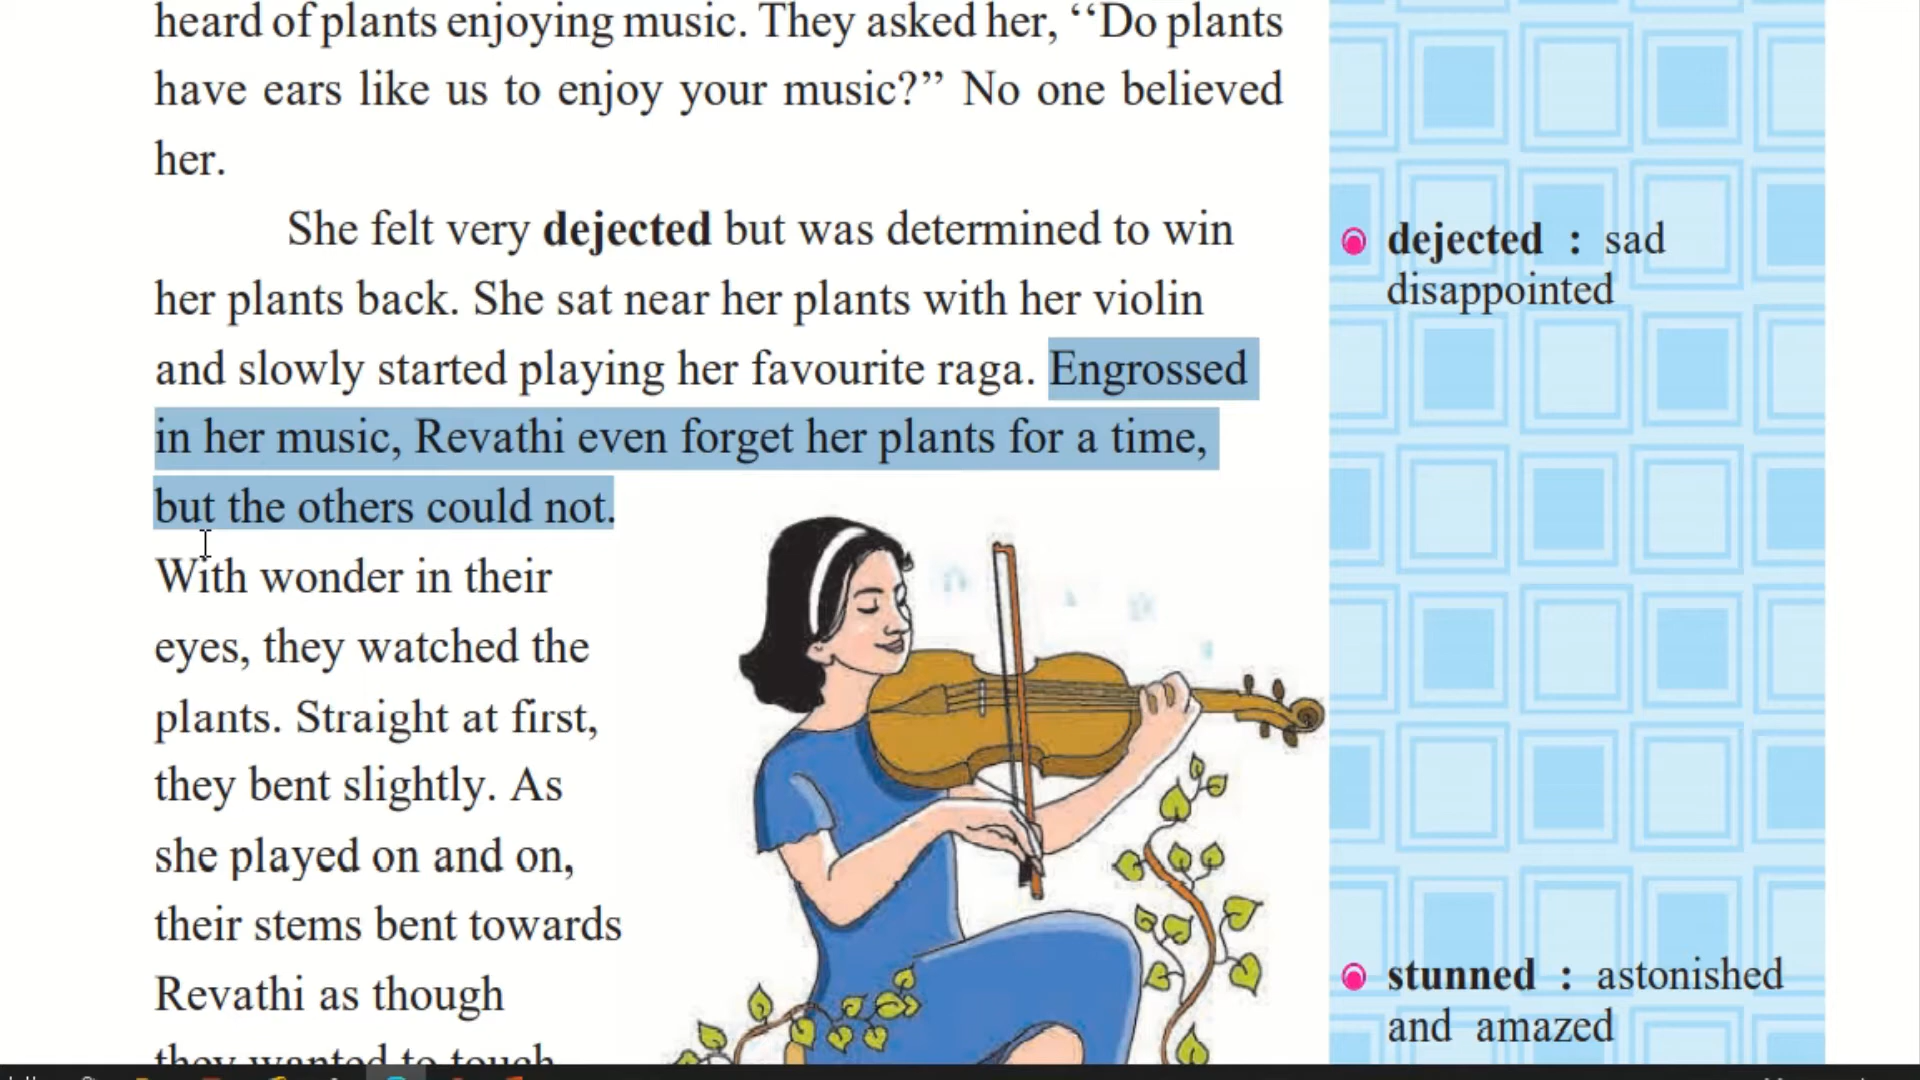 heard of plants enjoying music. They asked her, ‘‘Do plants
have ears like us to enjoy your music?’’ No one believed
her.
She felt very dejected but was determined to win
her plants back. She sat near her plants with her violin
and slowly started playing her favourite raga. Engrossed
in her music, Revathi even forget her plants for a time,
but the others could not.
With wonder in their
eyes, they watched the
plants. Straight at first,
they bent slightly. As
she played on and on,
their stems bent towards
Revathi as though
they wanted to touch
dejected : sad
disappointed
stunned : astonished
and amazed